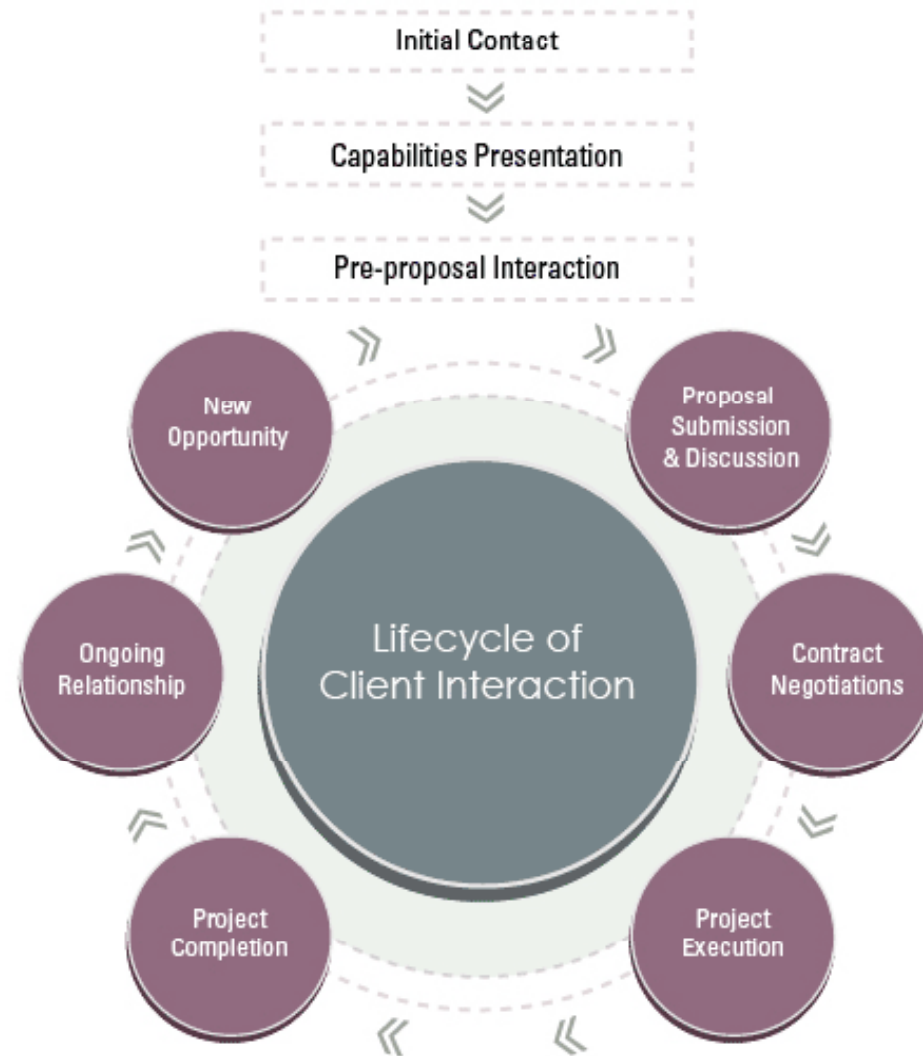 Initial Contact
Capabilities Presentation
Pre-proposal Interaction
New
Opportunity
Proposal
Submission
& Discussion
Lifecycle of
Client Interaction
Ongoing
Relationship
Contract
Negotiations
Project
Completion
Project
Execution